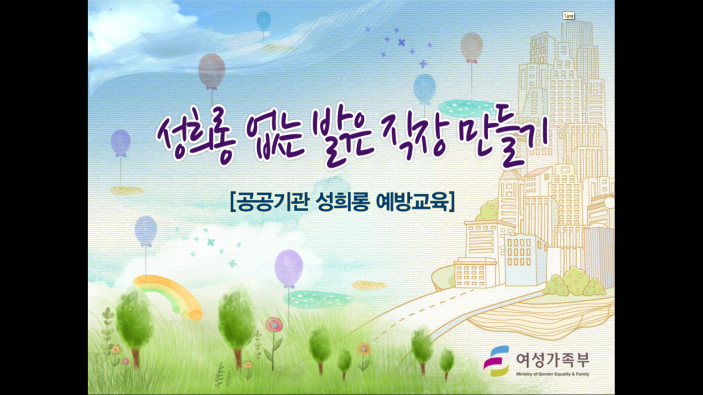 성희롱 없는 밝은 직장 만들기
[공공기관 성희롱 예방교육]
여성가족부
Ministry of Gender Equality & Family